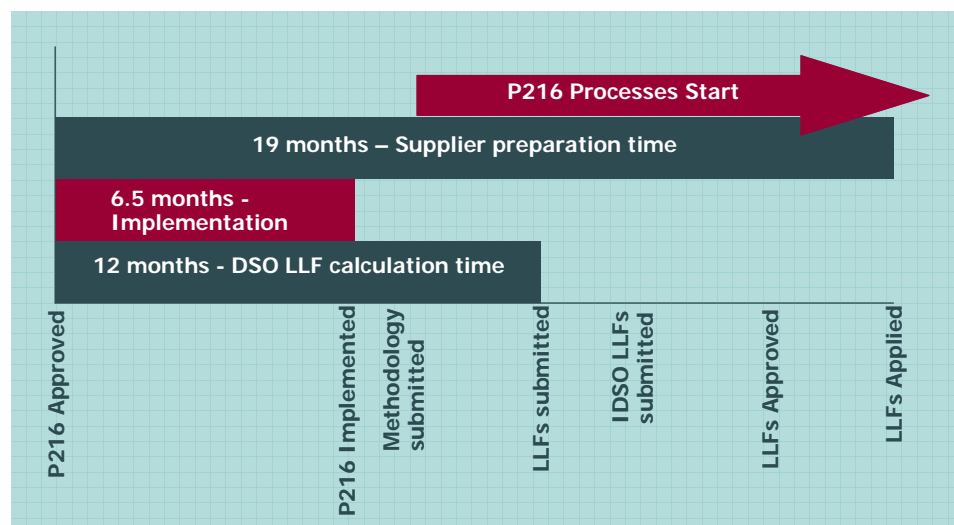 P216 Processes Start
19 months – Supplier preparation time
6.5 months -
Implementation
12 months - DSO LLF calculation time
P216 Approved
P216 Implemented
Methodology
submitted
LLFs submitted
IDSO LLFs
submitted
LLFs Approved
LLFs Applied